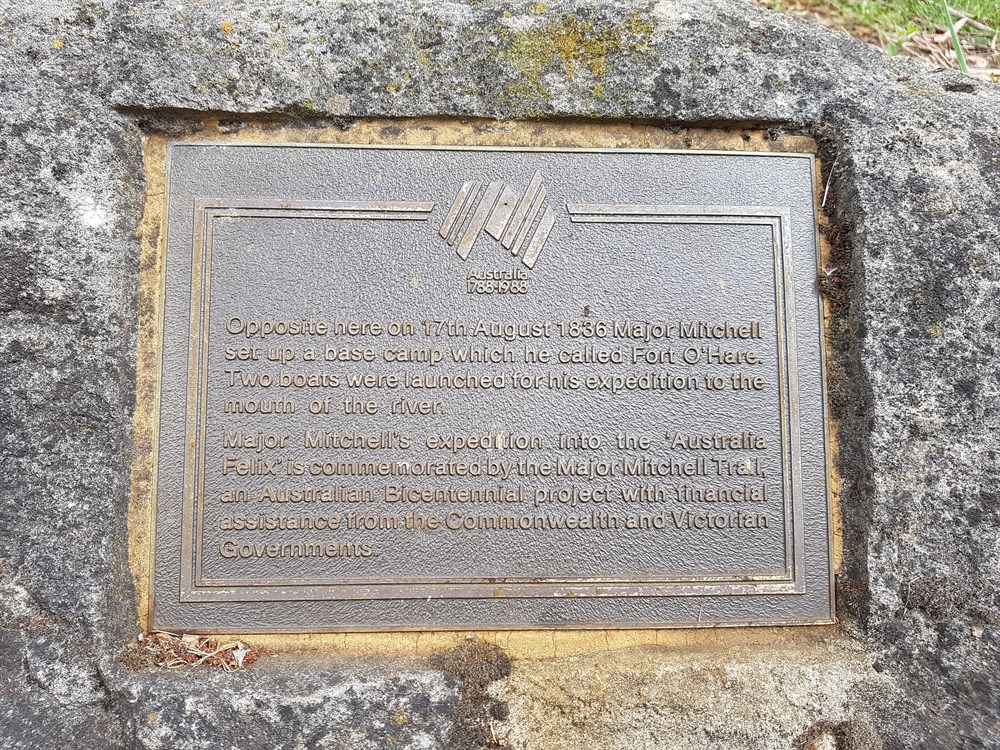 Australia
1788-1988
Opposite here on 17th August 1836 Major Mitchell
set up a base camp which he called Fort O'Hare.
Two boats were launched for his expedition to the
mouth of the river.
Major Mitchell's expedition into the 'Australia
Felix' is commemorated by the Major Mitchell Trail,
an Australian Bicentennial project with financial
assistance from the Commonwealth and Victorian
Governments.